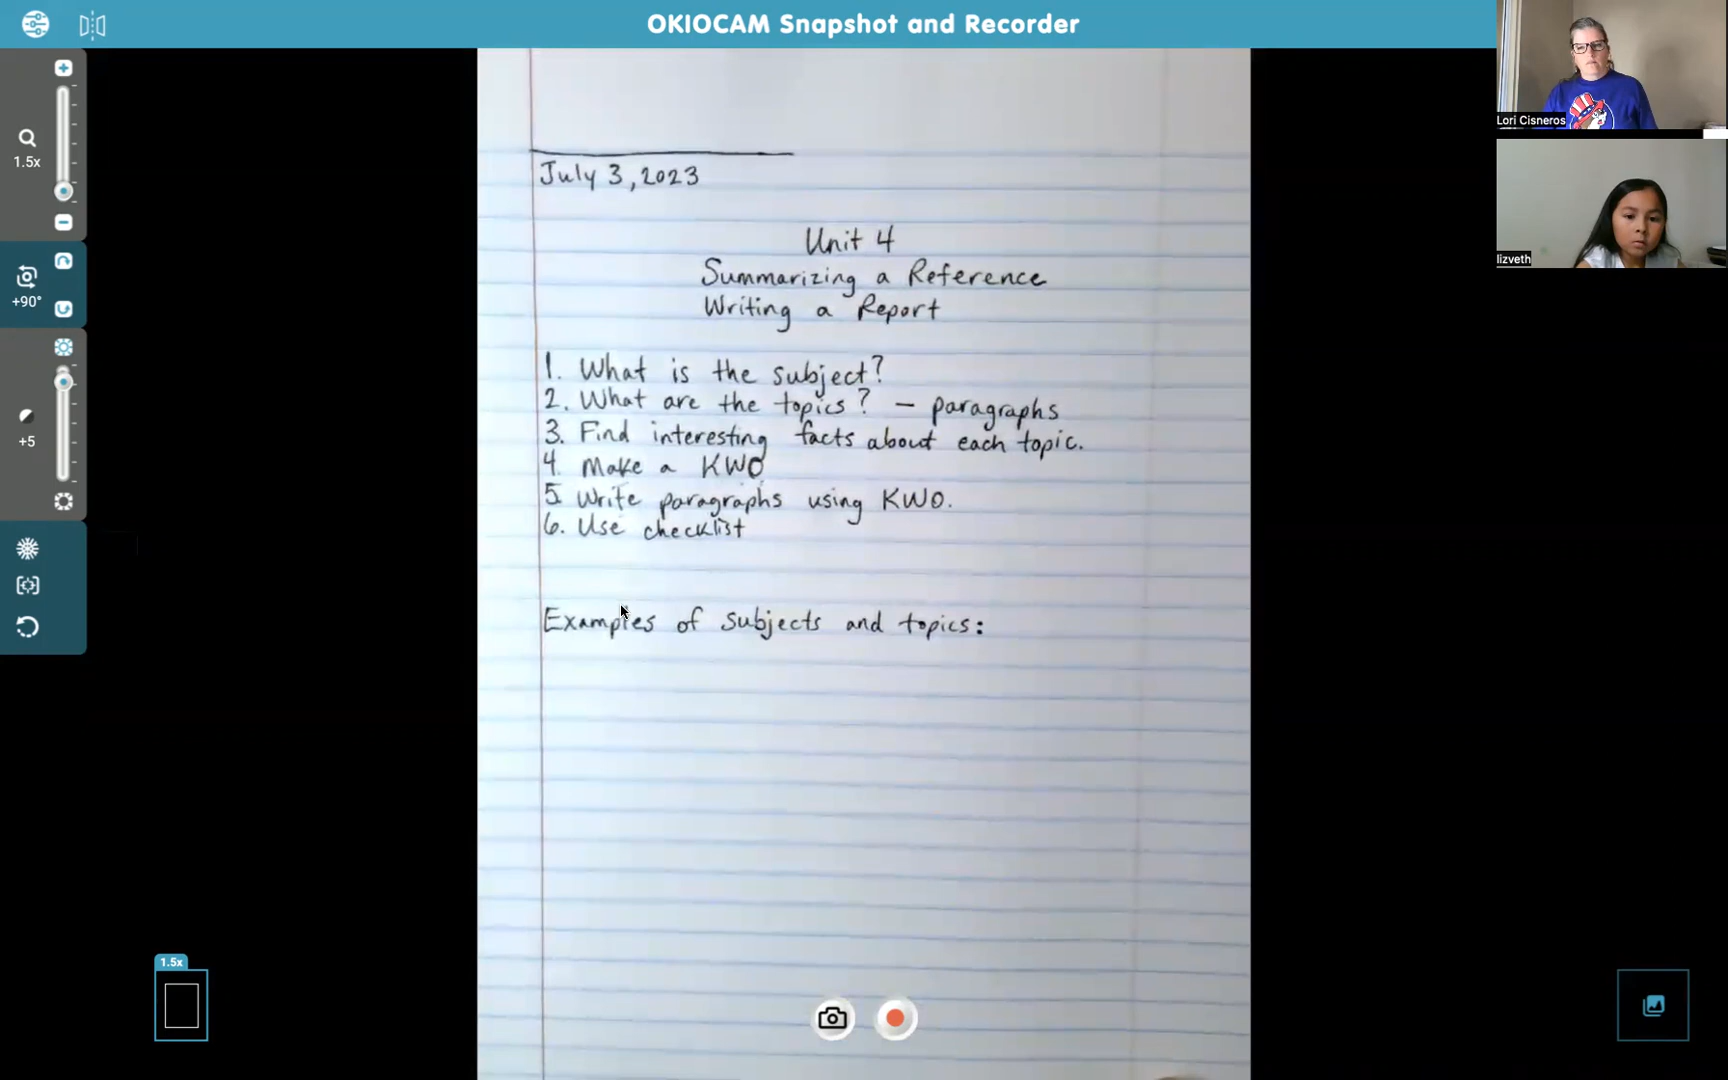 OKIOCAM Snapshot and Recorder
Lori Cisneros
lizveth
1.5x
+90°
+5
July 3, 2023
Unit 4
Summarizing a Reference
Writing a Report
1. What is the subject?
2. What are the topics? – paragraphs
3. Find interesting facts about each topic.
4. Make a KWO
5. Write paragraphs using KWO.
6. Use checklist
Examples of subjects and topics:
1.5x